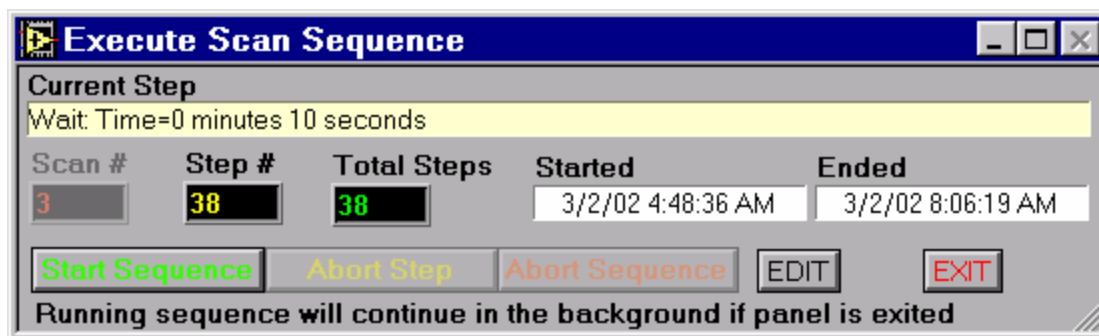 Execute Scan Sequence
Current Step
Wait: Time=0 minutes 10 seconds
Scan # Step # Total Steps Started Ended
3 38 38 3/2/02 4:48:36 AM 3/2/02 8:06:19 AM
Start Sequence Abort Step Abort Sequence EDIT EXIT
Running sequence will continue in the background if panel is exited